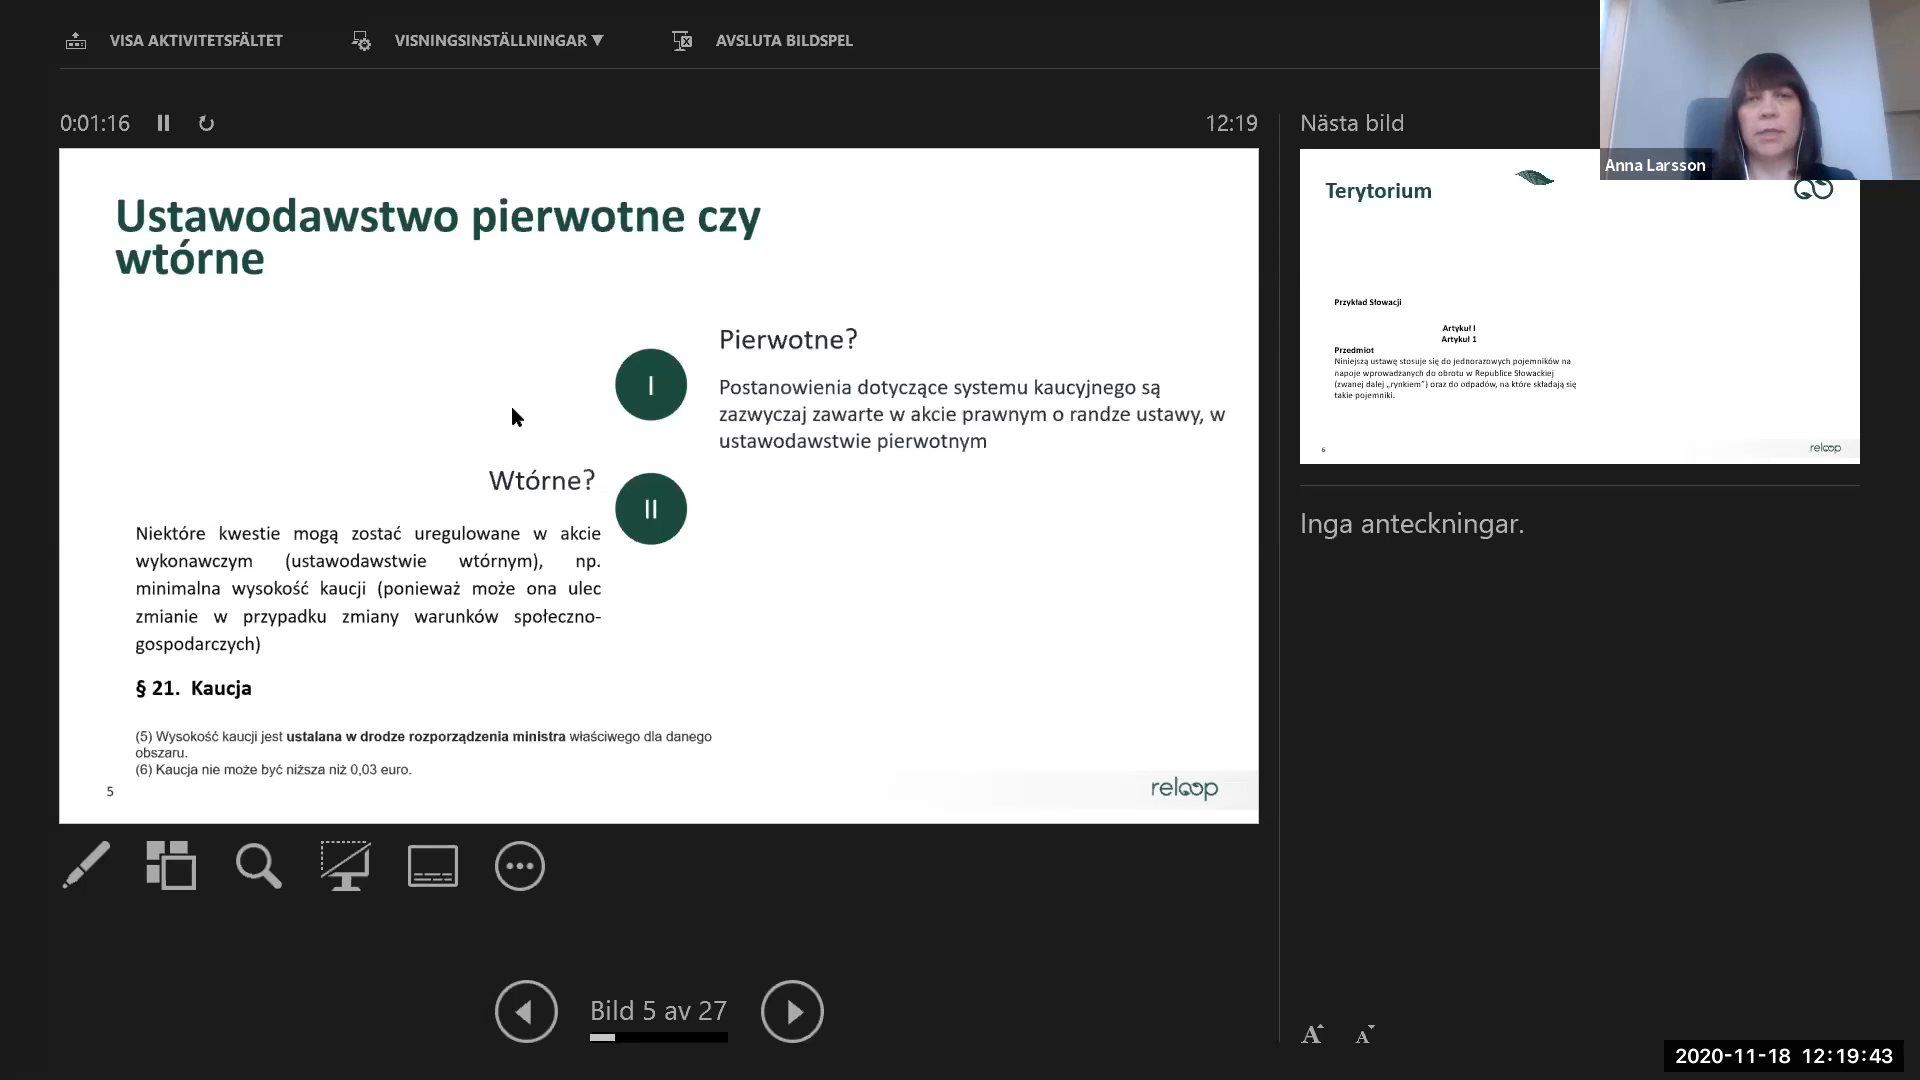 VISA AKTIVITETSFÄLTET
VISNINGSINSTÄLLNINGAR ▼
AVSLUTA BILDSPEL
0:01:16
12:19
Nästa bild
Anna Larsson
Ustawodawstwo pierwotne czy
wtórne
I
Pierwotne?
Postanowienia dotyczące systemu kaucyjnego są
zazwyczaj zawarte w akcie prawnym o randze ustawy, w
ustawodawstwie pierwotnym
Wtórne?
II
Niektóre kwestie mogą zostać uregulowane w akcie
wykonawczym (ustawodawstwie wtórnym), np.
minimalna wysokość kaucji (ponieważ może ona ulec
zmianie w przypadku zmiany warunków społeczno-
gospodarczych)
§ 21. Kaucja
(5) Wysokość kaucji jest ustalana w drodze rozporządzenia ministra właściwego dla danego
obszaru.
(6) Kaucja nie może być niższa niż 0,03 euro.
5
reloop
Terytorium
Przykład Słowacji
Artykuł I
Artykuł 1
Przedmiot
Niniejszą ustawę stosuje się do jednorazowych pojemników na
napoje wprowadzanych do obrotu w Republice Słowackiej
(zwanej dalej „rynkiem”) oraz do odpadów, na które składają się
takie pojemniki.
6
reloop
Inga anteckningar.
Bild 5 av 27
A A
2020-11-18 12:19:43